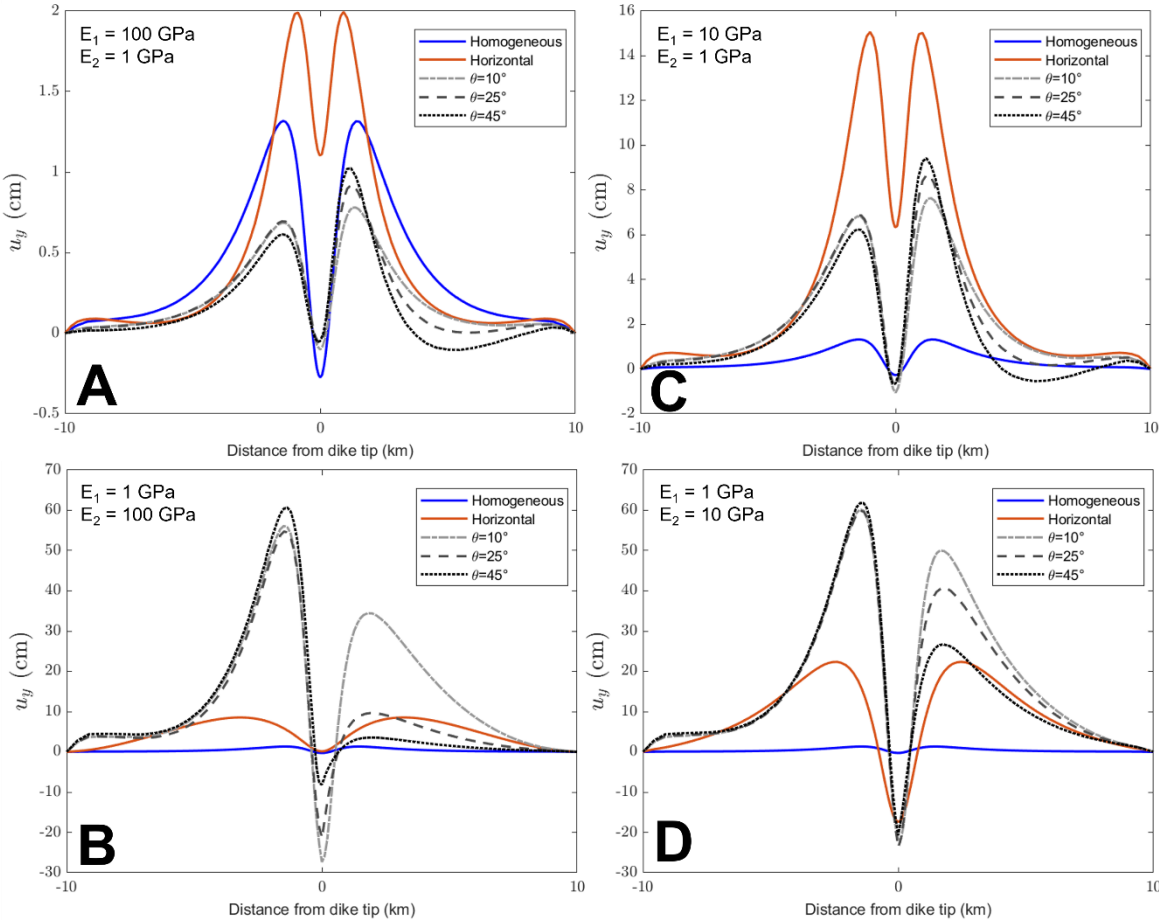 E₁ = 100 GPa
E₂ = 1 GPa
Homogeneous
Horizontal
θ=10°
θ=25°
θ=45°
2
1.5
1
0.5
0
-0.5
u_y (cm)
-10
0
10
Distance from dike tip (km)
A
E₁ = 10 GPa
E₂ = 1 GPa
Homogeneous
Horizontal
θ=10°
θ=25°
θ=45°
16
14
12
10
8
6
4
2
0
-2
u_y (cm)
-10
0
10
Distance from dike tip (km)
C
E₁ = 1 GPa
E₂ = 100 GPa
Homogeneous
Horizontal
θ=10°
θ=25°
θ=45°
70
60
50
40
30
20
10
0
-10
-20
-30
u_y (cm)
-10
0
10
Distance from dike tip (km)
B
E₁ = 1 GPa
E₂ = 10 GPa
Homogeneous
Horizontal
θ=10°
θ=25°
θ=45°
70
60
50
40
30
20
10
0
-10
-20
-30
u_y (cm)
-10
0
10
Distance from dike tip (km)
D